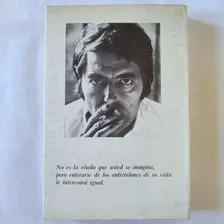 No es la viuda que usted se imagina,
pero enterarse de los entretelones de su vida
le interesará igual.